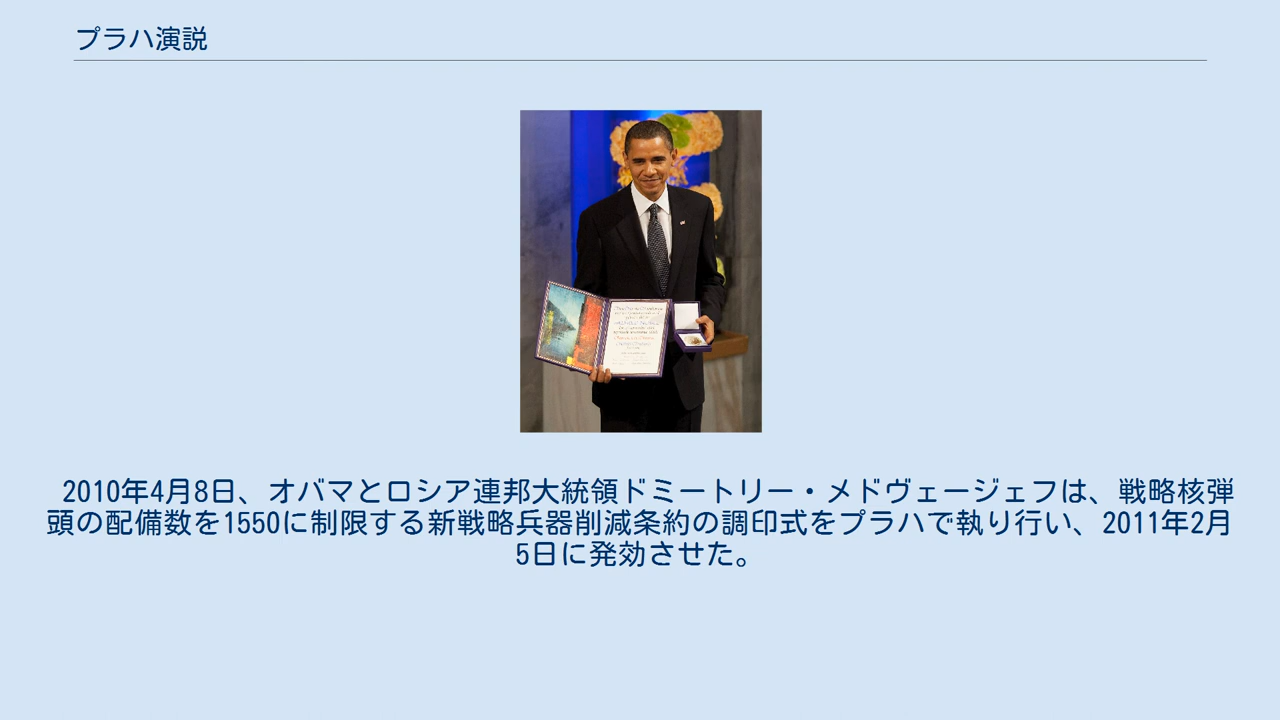 プラハ演説
2010年4月8日、オバマとロシア連邦大統領ドミートリー・メドヴェージェフは、戦略核弾
頭の配備数を1550に制限する新戦略兵器削減条約の調印式をプラハで執り行い、2011年2月
5日に発効させた。